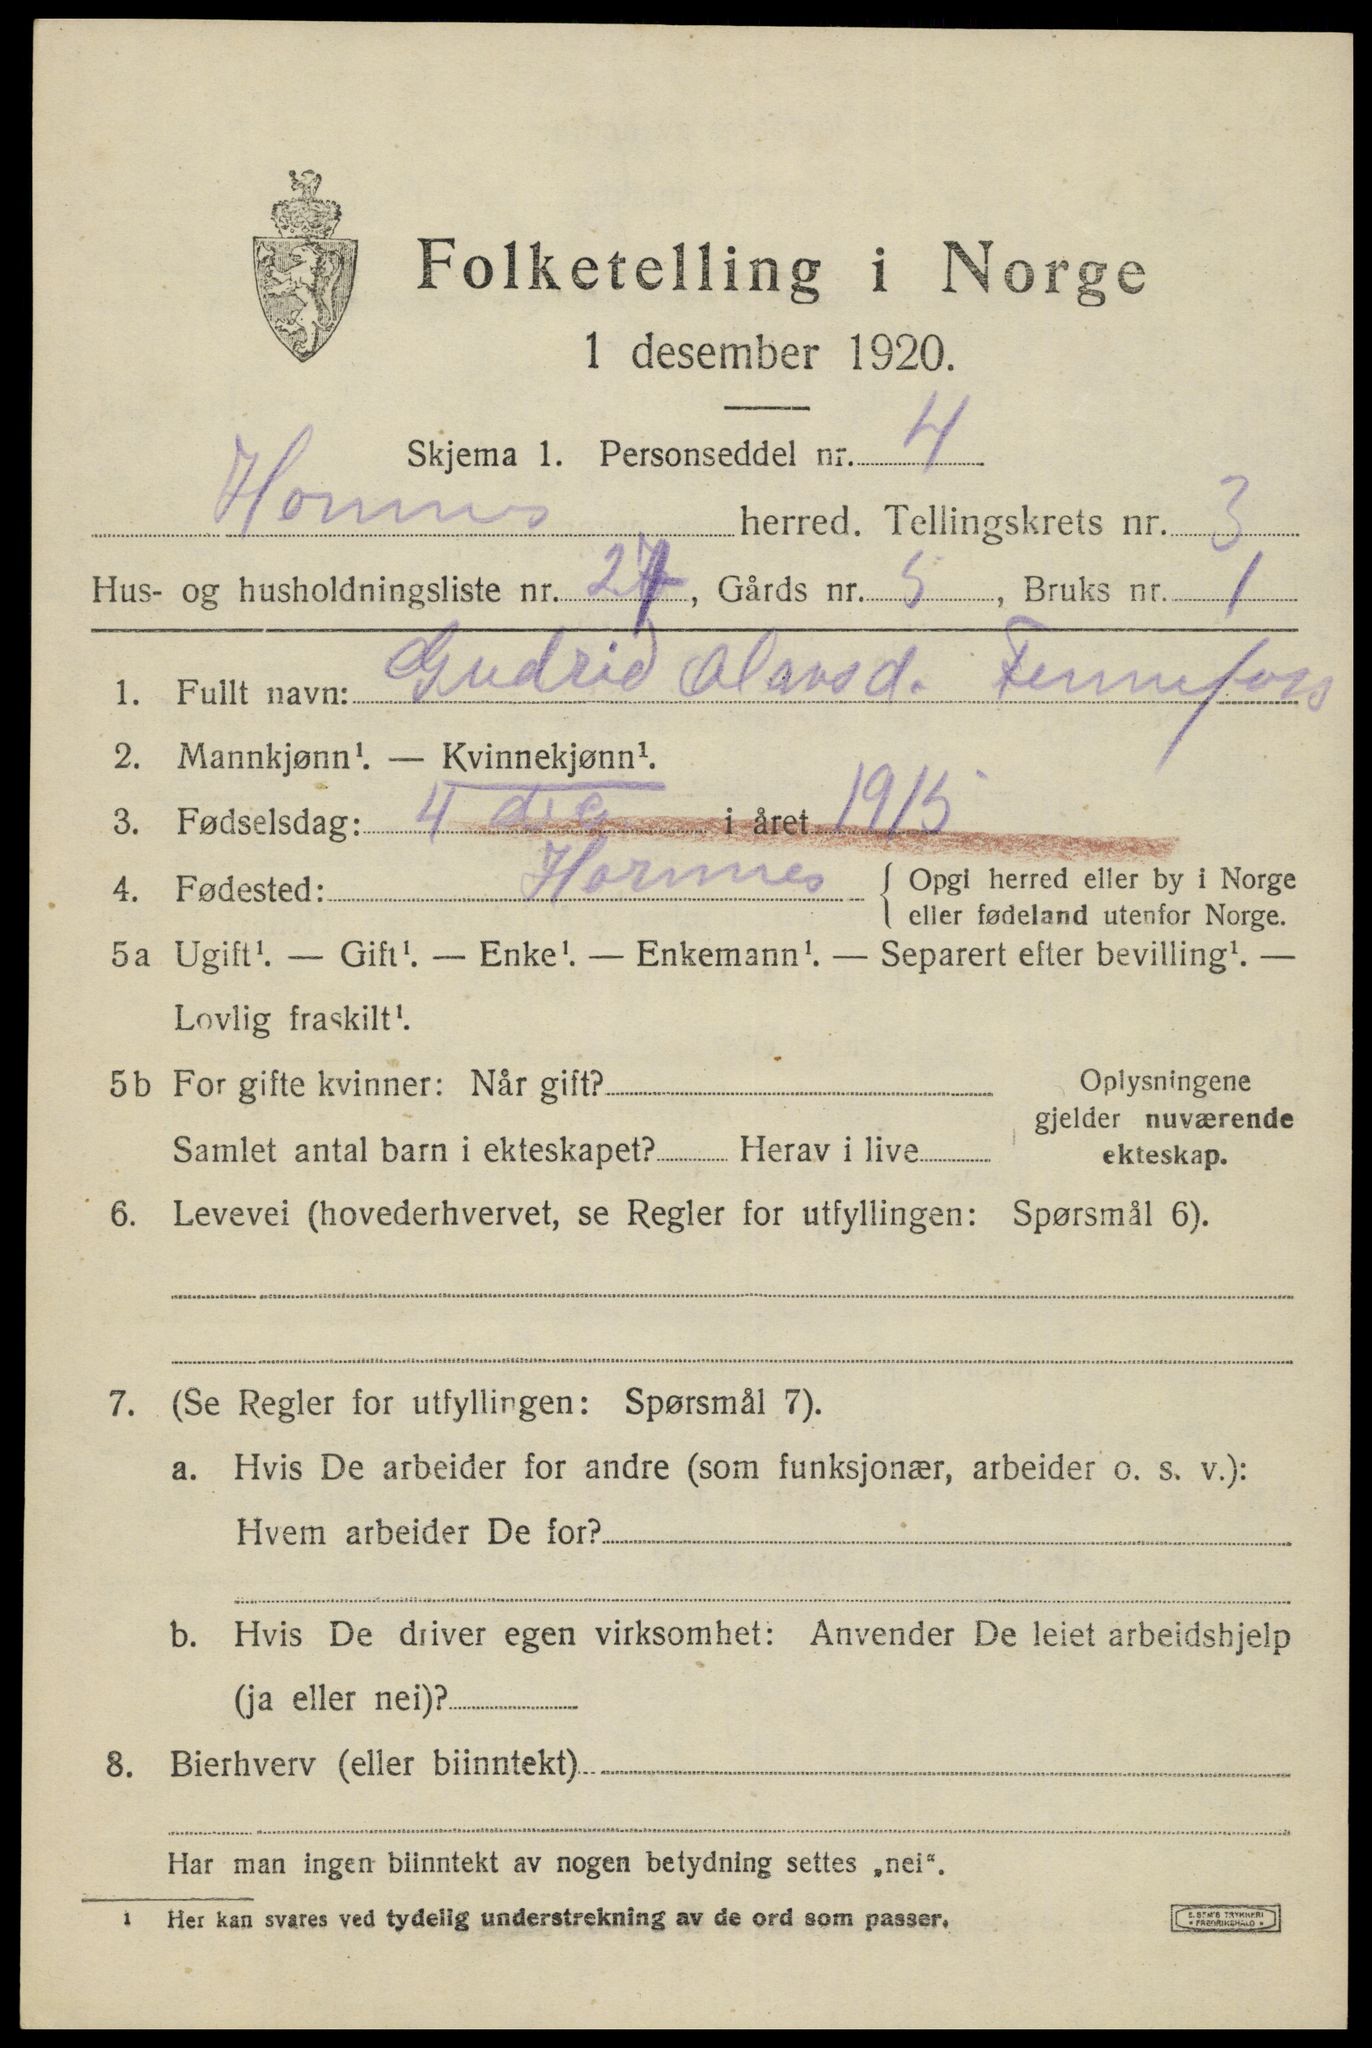 Folketelling i Norge
1 desember 1920.
Skjema 1. Personseddel nr. 4
Hornnes herred. Tellingskrets nr. 3
Hus- og husholdningsliste nr. , Gårds nr. 5, Bruks nr. 1
1. Fullt navn: Gudrid Olavsd. Fennefoss
2. Mannkjønn¹. — Kvinnekjønn¹.
3. Fødselsdag: 4 i året 1915
4. Fødested: Hornnes { Opgi herred eller by i Norge
eller fødeland utenfor Norge.
5a Ugift¹. — Gift¹. — Enke¹. — Enkemann¹. — Separert efter bevilling¹. —
Lovlig fraskilt¹.
5b For gifte kvinner: Når gift? Oplysningene
gjelder nuværende
Samlet antal barn i ekteskapet? Herav i live ekteskap.
6. Levevei (hovederhvervet, se Regler for utfyllingen: Spørsmål 6).
7. (Se Regler for utfyllingen: Spørsmål 7).
a. Hvis De arbeider for andre (som funksjonær, arbeider o. s. v.):
Hvem arbeider De for?
b. Hvis De driver egen virksomhet: Anvender De leiet arbeidshjelp
(ja eller nei)?
8. Bierhverv (eller biinntekt)
Har man ingen biinntekt av nogen betydning settes „nei“.
1 Her kan svares ved tydelig understrekning av de ord som passer.
E. SEM'S TRYKKERI
• FREDRIKSHALD •